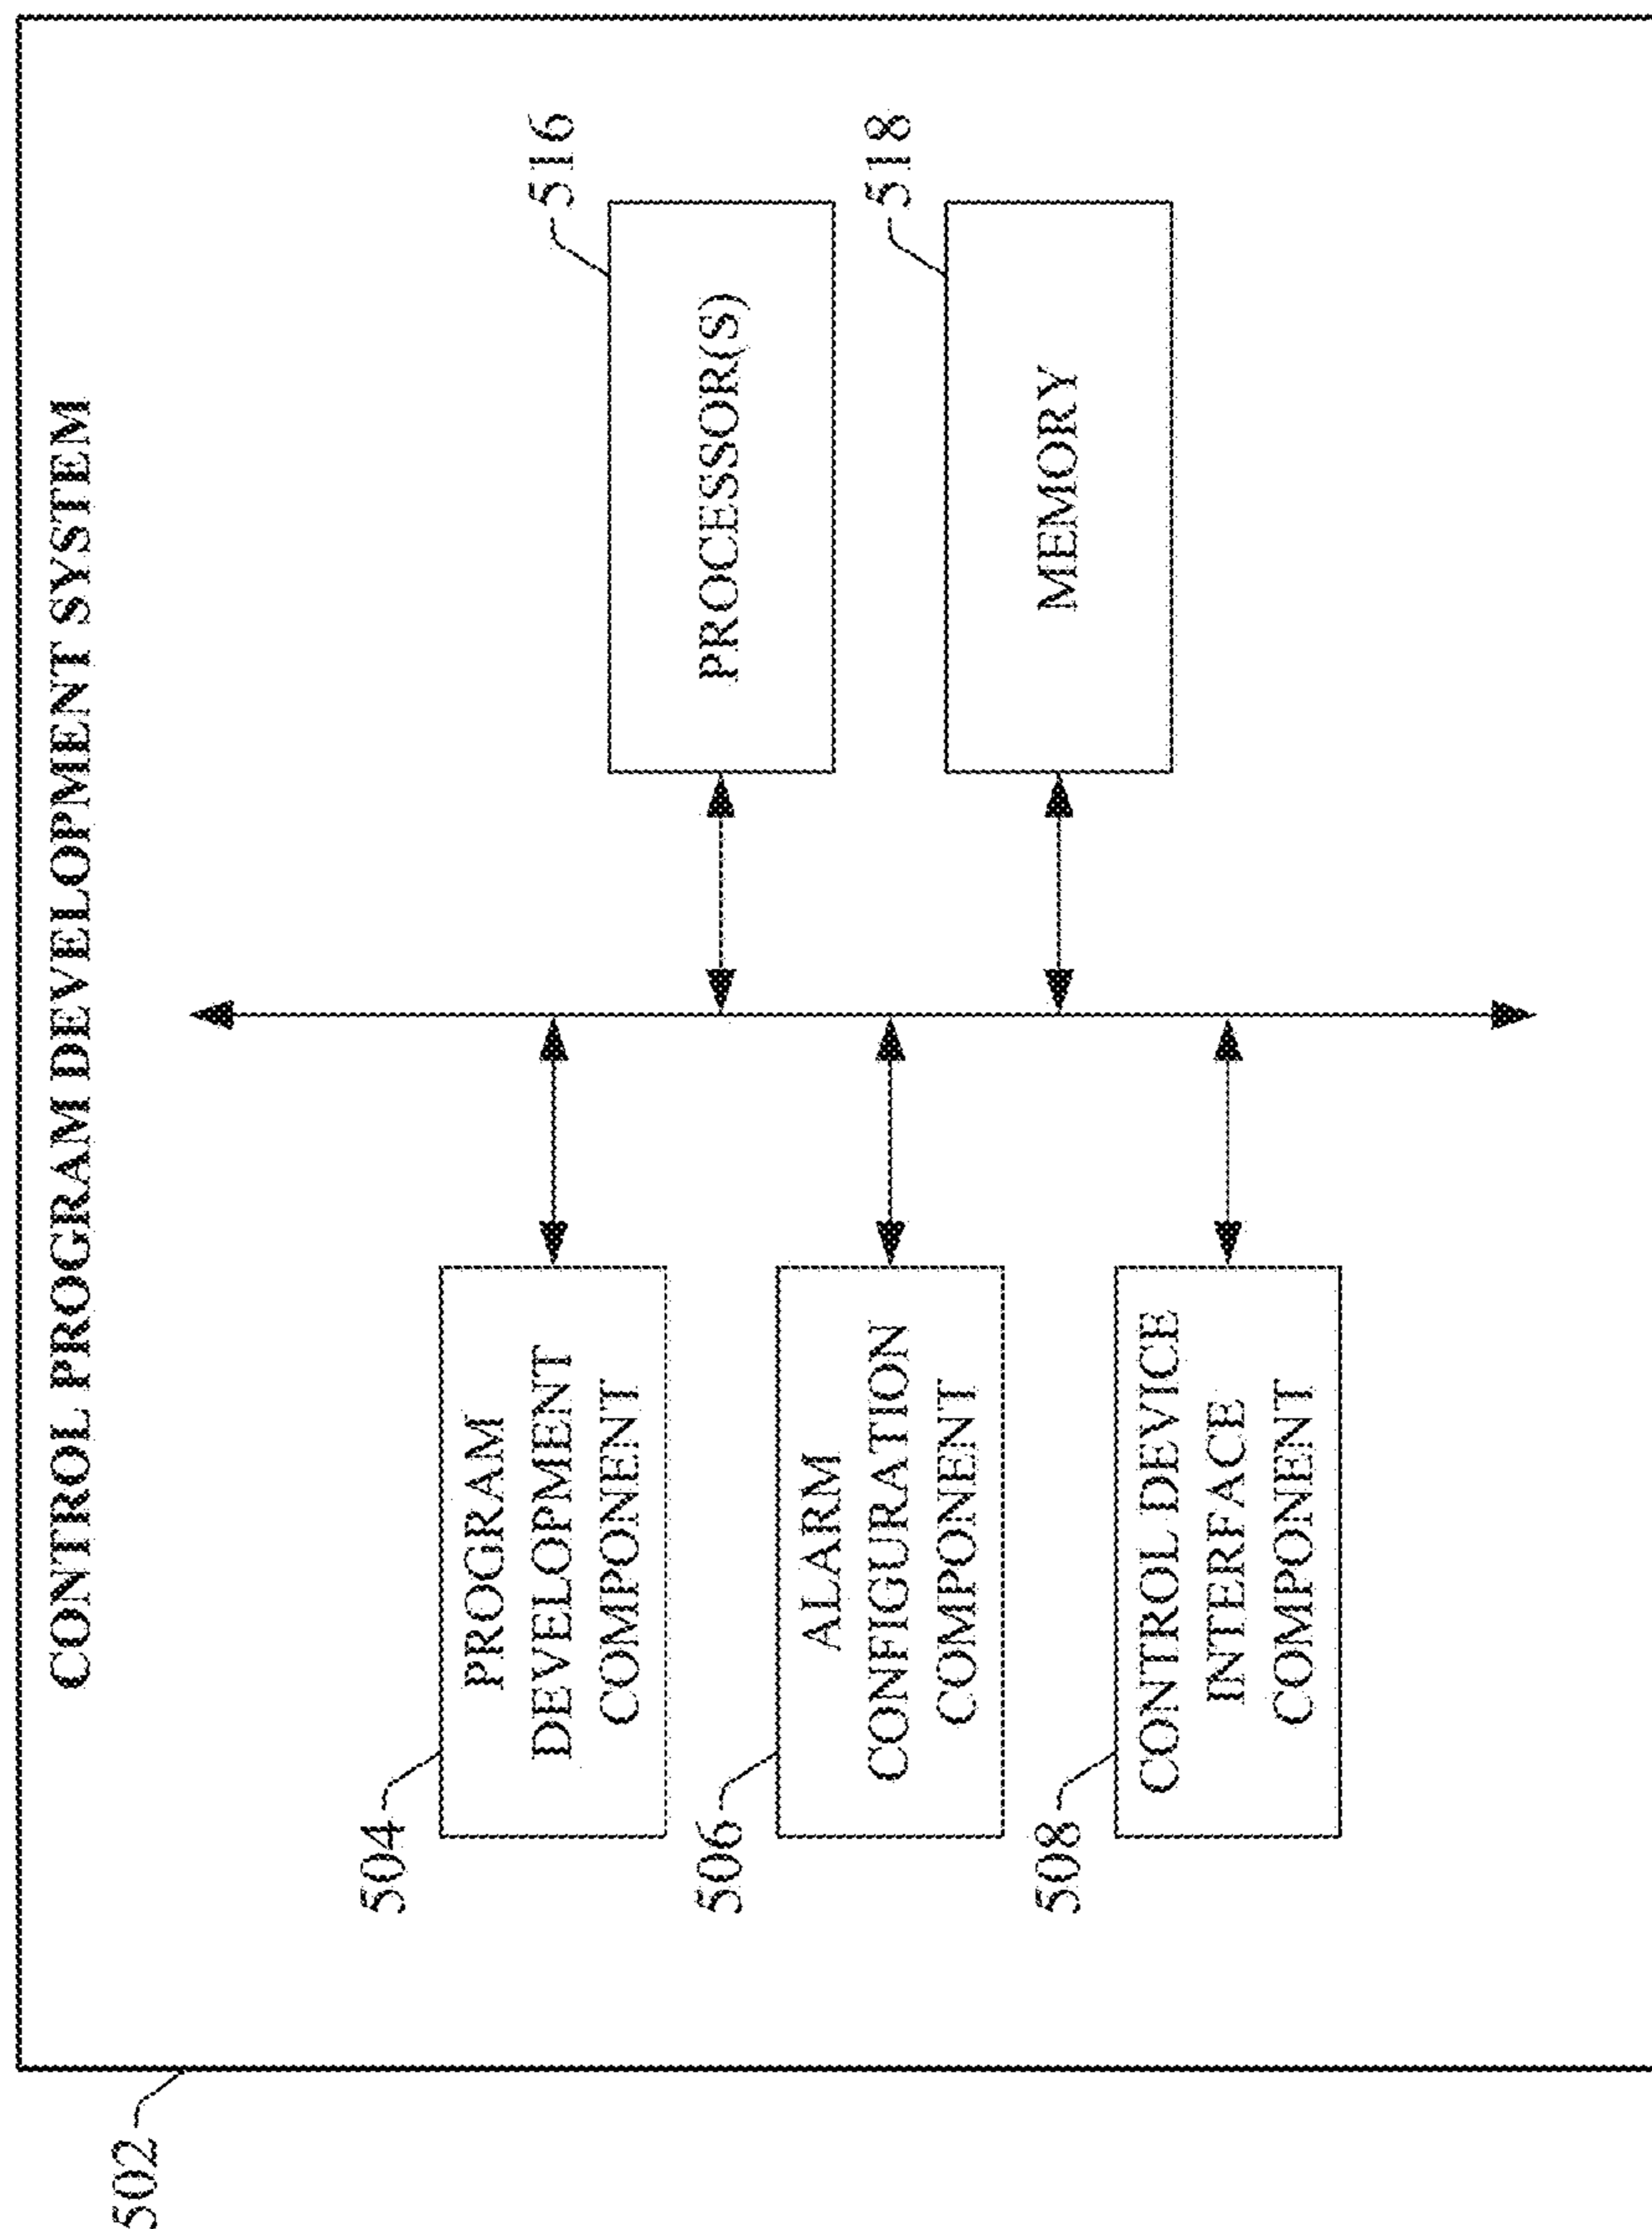 CONTROL PROGRAM DEVELOPMENT SYSTEM
502
504
PROGRAM
DEVELOPMENT
COMPONENT
506
ALARM
CONFIGURATION
COMPONENT
508
CONTROL DEVICE
INTERFACE
COMPONENT
516
PROCESSOR(S)
518
MEMORY